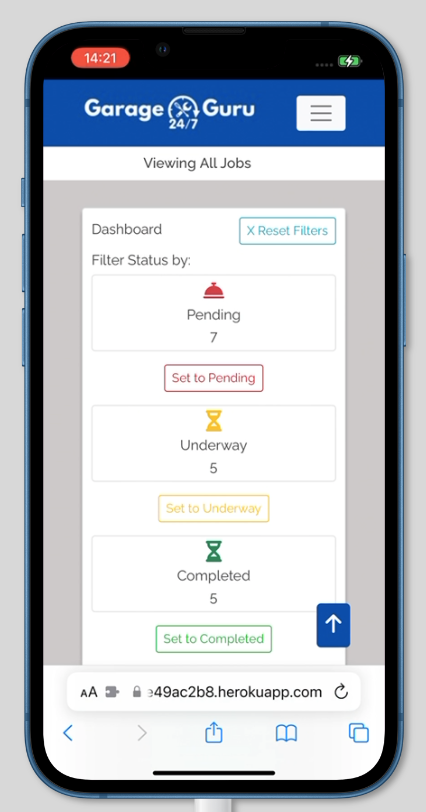 14:21
Garage Guru
24/7
Viewing All Jobs
Dashboard
X Reset Filters
Filter Status by:
Pending
7
Set to Pending
Underway
5
Set to Underway
Completed
5
Set to Completed
AA
49ac2b8.herokuapp.com